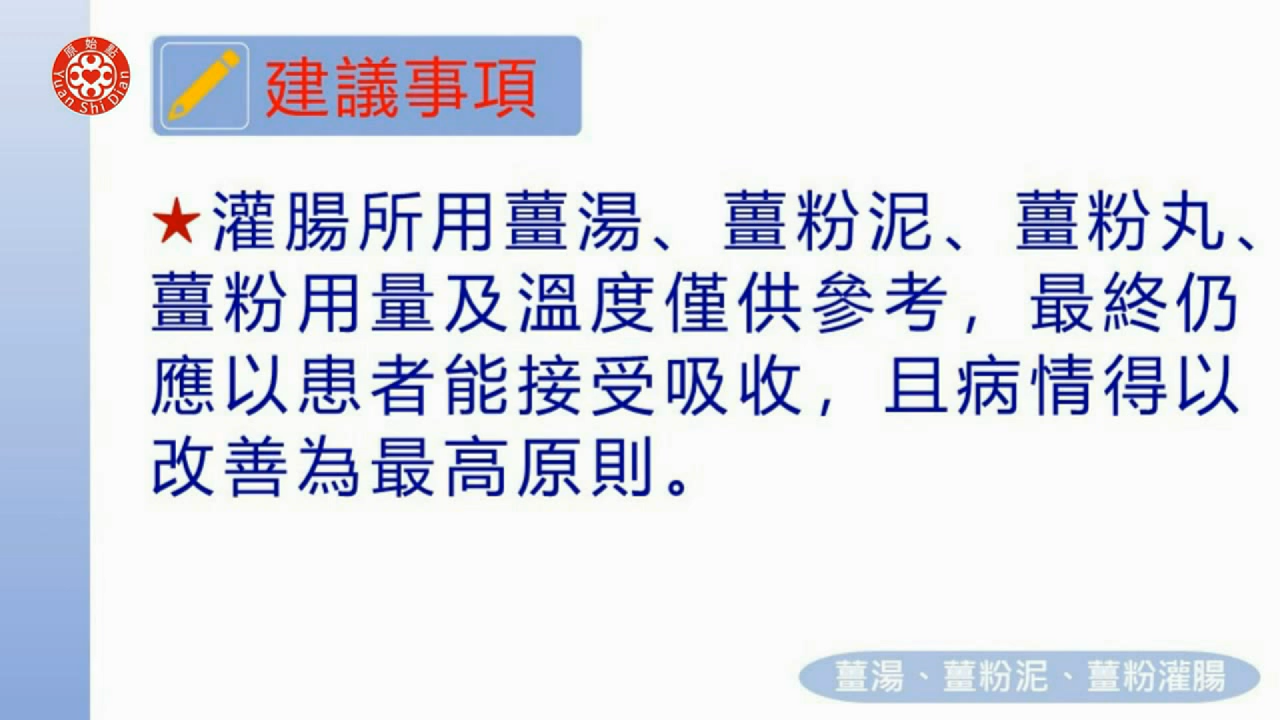 原始點
Yuan Shi Dian
建議事項
★灌腸所用薑湯、薑粉泥、薑粉丸、
薑粉用量及溫度僅供參考，最終仍
應以患者能接受吸收，且病情得以
改善為最高原則。
薑湯、薑粉泥、薑粉灌腸